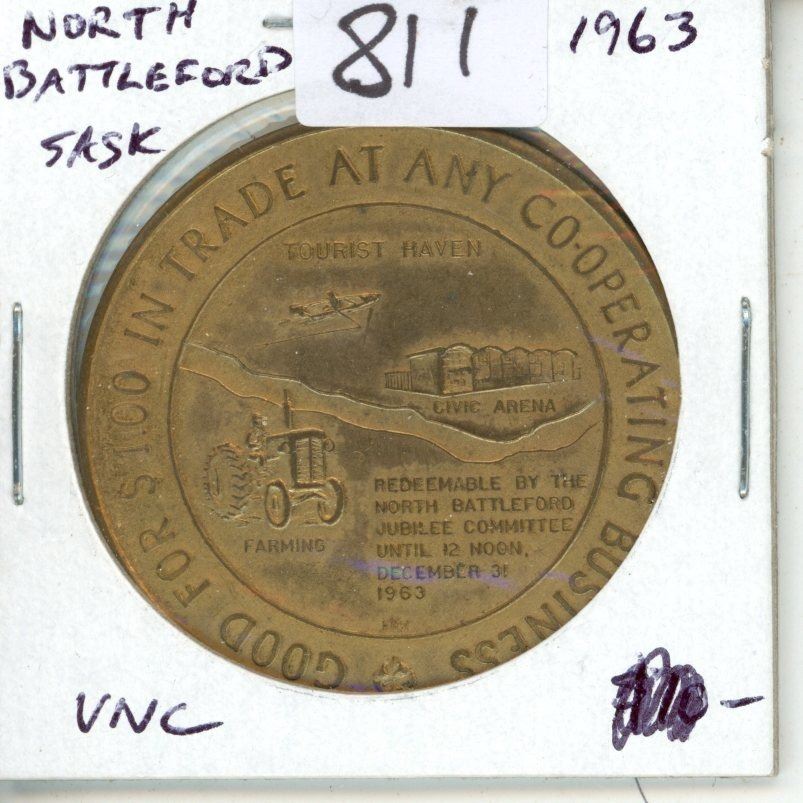 NORTH
BATTLEFORD
SASK
811
1963
GOOD FOR $1.00 IN TRADE AT ANY CO-OPERATING BUSINESS
TOURIST HAVEN
CIVIC ARENA
FARMING
REDEEMABLE BY THE
NORTH BATTLEFORD
JUBILEE COMMITTEE
UNTIL 12 NOON,
DECEMBER 31
1963
UNC